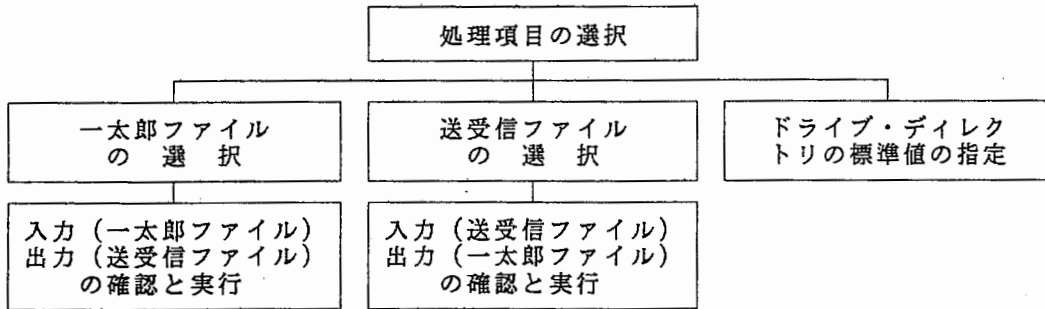 処理項目の選択
一太郎ファイル
の 選 択
送受信ファイル
の 選 択
ドライブ・ディレク
トリの標準値の指定
入力（一太郎ファイル）
出力（送受信ファイル）
の確認と実行
入力（送受信ファイル）
出力（一太郎ファイル）
の確認と実行